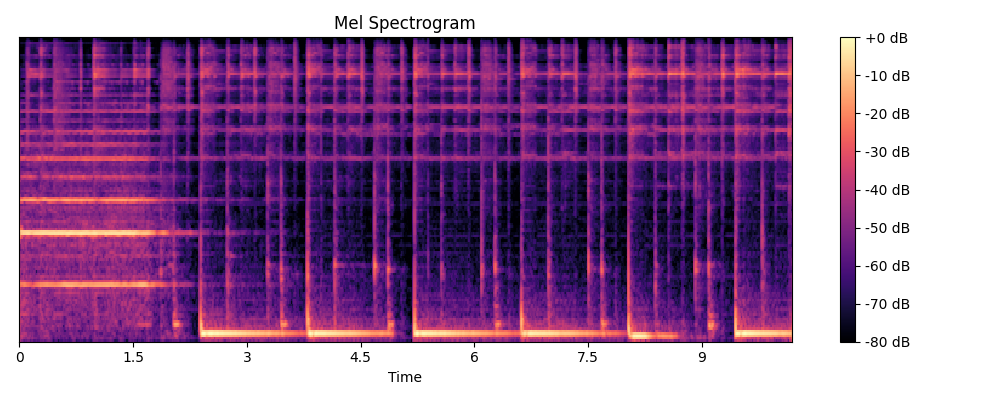 Mel Spectrogram
+0 dB
-10 dB
-20 dB
-30 dB
-40 dB
-50 dB
-60 dB
-70 dB
-80 dB
0 1.5 3 4.5 6 7.5 9
Time